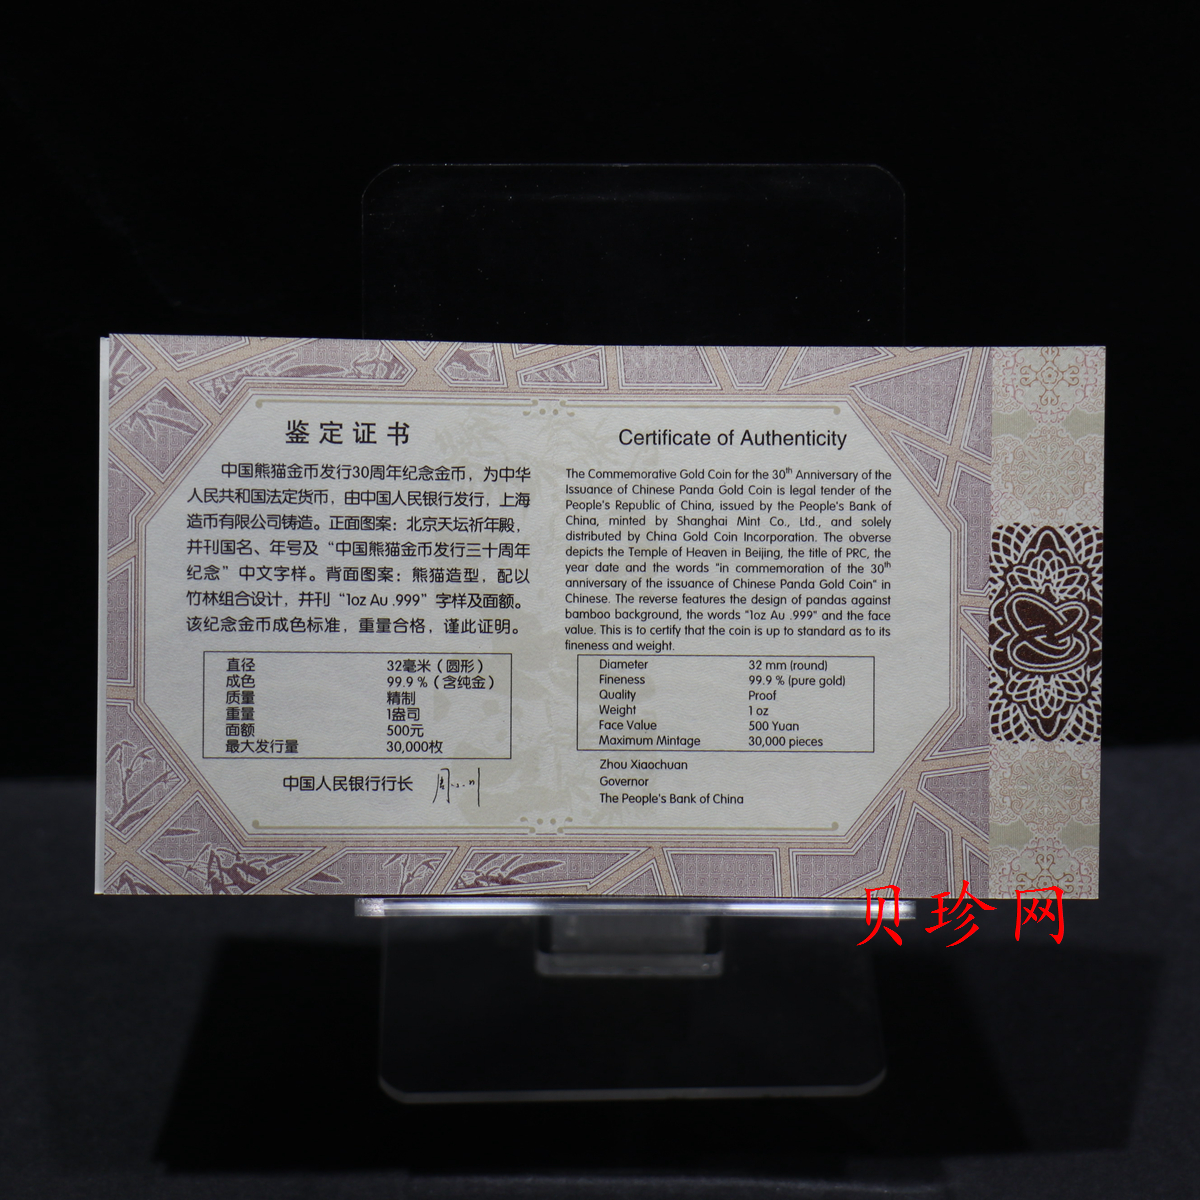 鉴定证书
中国熊猫金币发行30周年纪念金币，为中华
人民共和国法定货币，由中国人民银行发行，上海
造币有限公司铸造。正面图案：北京天坛祈年殿，
并刊国名、年号及“中国熊猫金币发行三十周年
纪念”中文字样。背面图案：熊猫造型，配以
竹林组合设计，并刊“1oz Au .999”字样及面额。
该纪念金币成色标准，重量合格，谨此证明。
直径 32毫米（圆形）
成色 99.9％（含纯金）
质量 精制
重量 1盎司
面额 500元
最大发行量 30,000枚
中国人民银行行长
Certificate of Authenticity
The Commemorative Gold Coin for the 30th Anniversary of the
Issuance of Chinese Panda Gold Coin is legal tender of the
People's Republic of China, issued by the People's Bank of
China, minted by Shanghai Mint Co., Ltd., and solely
distributed by China Gold Coin Incorporation. The obverse
depicts the Temple of Heaven in Beijing, the title of PRC, the
year date and the words "in commemoration of the 30th
anniversary of the issuance of Chinese Panda Gold Coin" in
Chinese. The reverse features the design of pandas against
bamboo background, the words "1oz Au .999" and the face
value. This is to certify that the coin is up to standard as to its
fineness and weight.
Diameter 32 mm (round)
Fineness 99.9 % (pure gold)
Quality Proof
Weight 1 oz
Face Value 500 Yuan
Maximum Mintage 30,000 pieces
Zhou Xiaochuan
Governor
The People's Bank of China
贝珍网